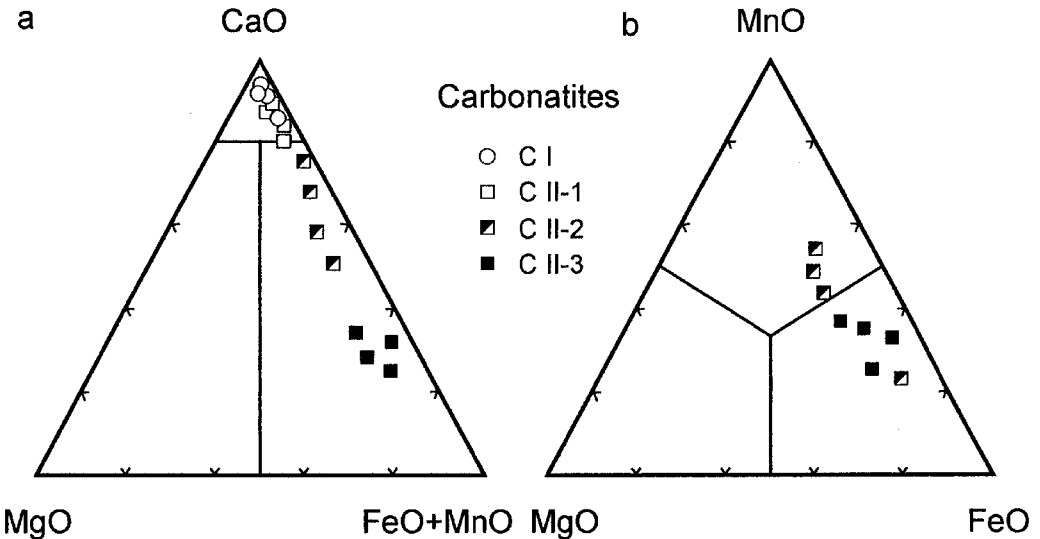 a
CaO
b
MnO
Carbonatites
C I
C II-1
C II-2
C II-3
MgO
FeO+MnO
MgO
FeO